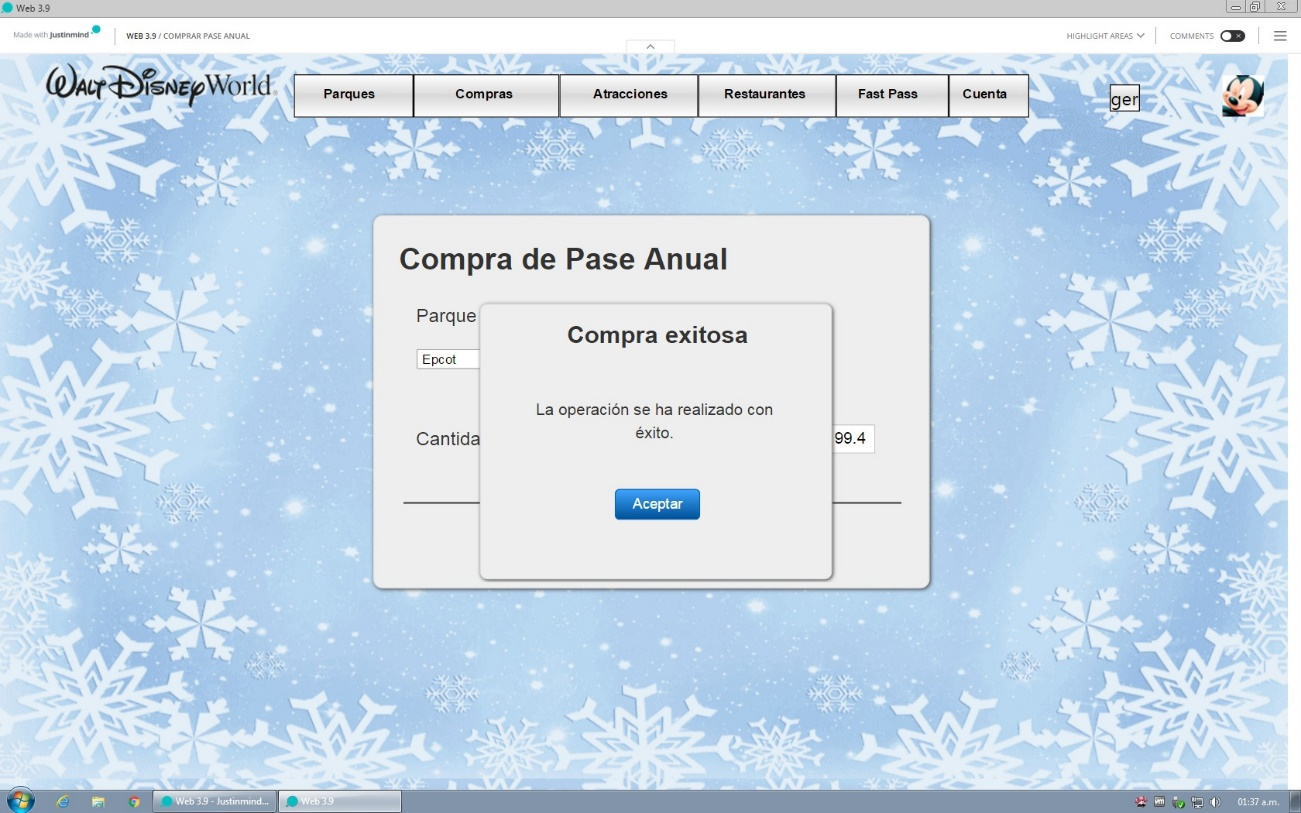 Web 3.9
Made with Justinmind
WEB 3.9 / COMPRAR PASE ANUAL
HIGHLIGHT AREAS
COMMENTS
WALT DISNEY World
Parques
Compras
Atracciones
Restaurantes
Fast Pass
Cuenta
ger
Compra de Pase Anual
Parque
Epcot
Compra exitosa
La operación se ha realizado con
éxito.
Cantida
99.4
Aceptar
Web 3.9 - Justinmind...
Web 3.9
01:37 a.m.